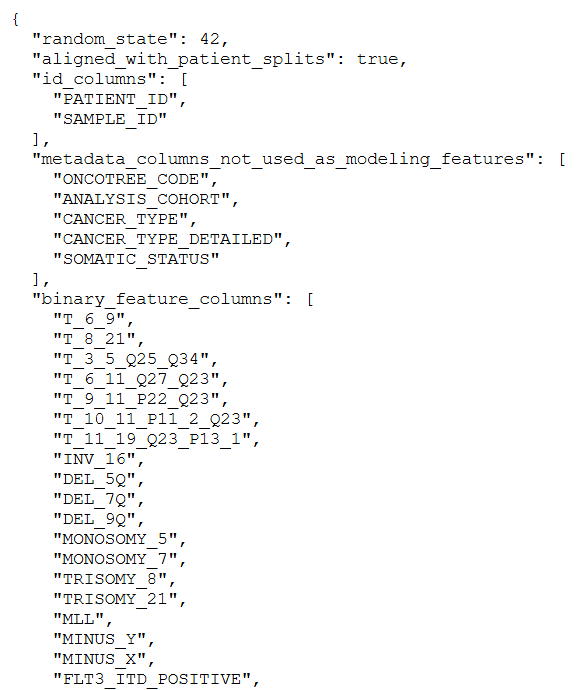 {
  "random_state": 42,
  "aligned_with_patient_splits": true,
  "id_columns": [
    "PATIENT_ID",
    "SAMPLE_ID"
  ],
  "metadata_columns_not_used_as_modeling_features": [
    "ONCOTREE_CODE",
    "ANALYSIS_COHORT",
    "CANCER_TYPE",
    "CANCER_TYPE_DETAILED",
    "SOMATIC_STATUS"
  ],
  "binary_feature_columns": [
    "T_6_9",
    "T_8_21",
    "T_3_5_Q25_Q34",
    "T_6_11_Q27_Q23",
    "T_9_11_P22_Q23",
    "T_10_11_P11_2_Q23",
    "T_11_19_Q23_P13_1",
    "INV_16",
    "DEL_5Q",
    "DEL_7Q",
    "DEL_9Q",
    "MONOSOMY_5",
    "MONOSOMY_7",
    "TRISOMY_8",
    "TRISOMY_21",
    "MLL",
    "MINUS_Y",
    "MINUS_X",
    "FLT3_ITD_POSITIVE",